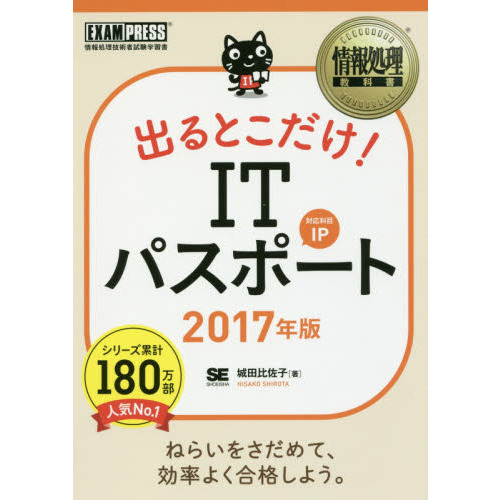 EXAMPRESS®
情報処理技術者試験学習書
IT
情報処理®
教科書
出るとこだけ!
IT
対応科目
IP
パスポート
2017年版
シリーズ累計
180万部
人気No.1
SE
SHOEISHA
城田比佐子[著]
HISAKO SHIROTA
ねらいをさだめて、
効率よく合格しよう。